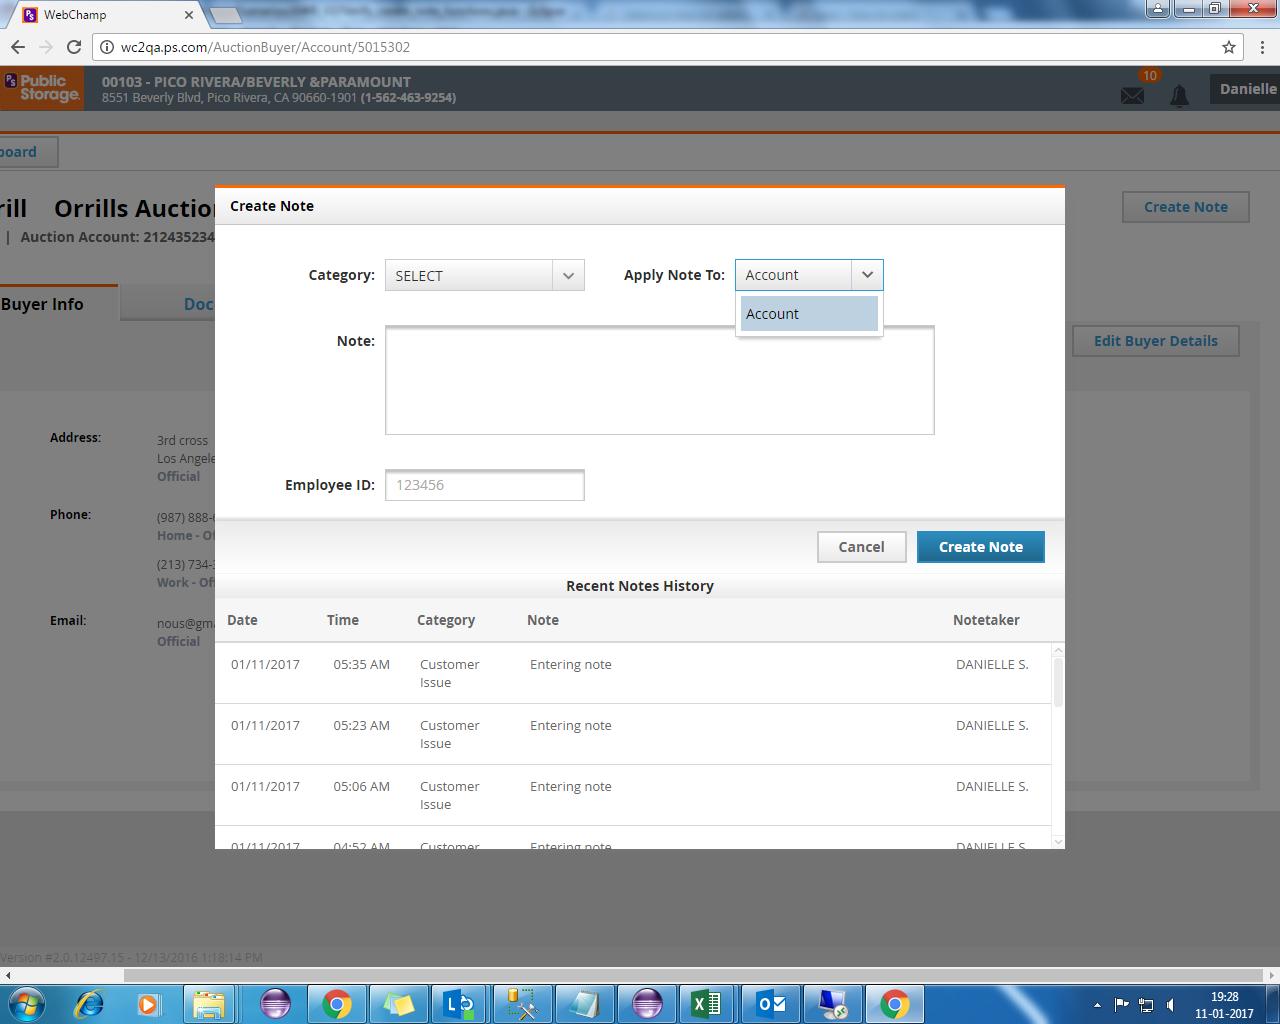 WebChamp
wc2qa.ps.com/AuctionBuyer/Account/5015302
Public
Storage
00103 - PICO RIVERA/BEVERLY &PARAMOUNT
8551 Beverly Blvd, Pico Rivera, CA 90660-1901 (1-562-463-9254)
10
Danielle
board
rill Orrills Auction
Create Note
| Auction Account: 212435234
Buyer Info
Doc
Edit Buyer Details
Address:
3rd cross
Los Angele
Official
Phone:
(987) 888-6
Home - Of
(213) 734-3
Work - Off
Email:
nous@gma
Official
Create Note
Category:
SELECT
Apply Note To:
Account
Account
Note:
Employee ID:
123456
Cancel
Create Note
Recent Notes History
Date Time Category Note Notetaker
01/11/2017 05:35 AM Customer Issue Entering note DANIELLE S.
01/11/2017 05:23 AM Customer Issue Entering note DANIELLE S.
01/11/2017 05:06 AM Customer Issue Entering note DANIELLE S.
01/11/2017 04:52 AM Customer Entering note DANIELLE S.
Version #2.0.12497.15 - 12/13/2016 1:18:14 PM
19:28
11-01-2017